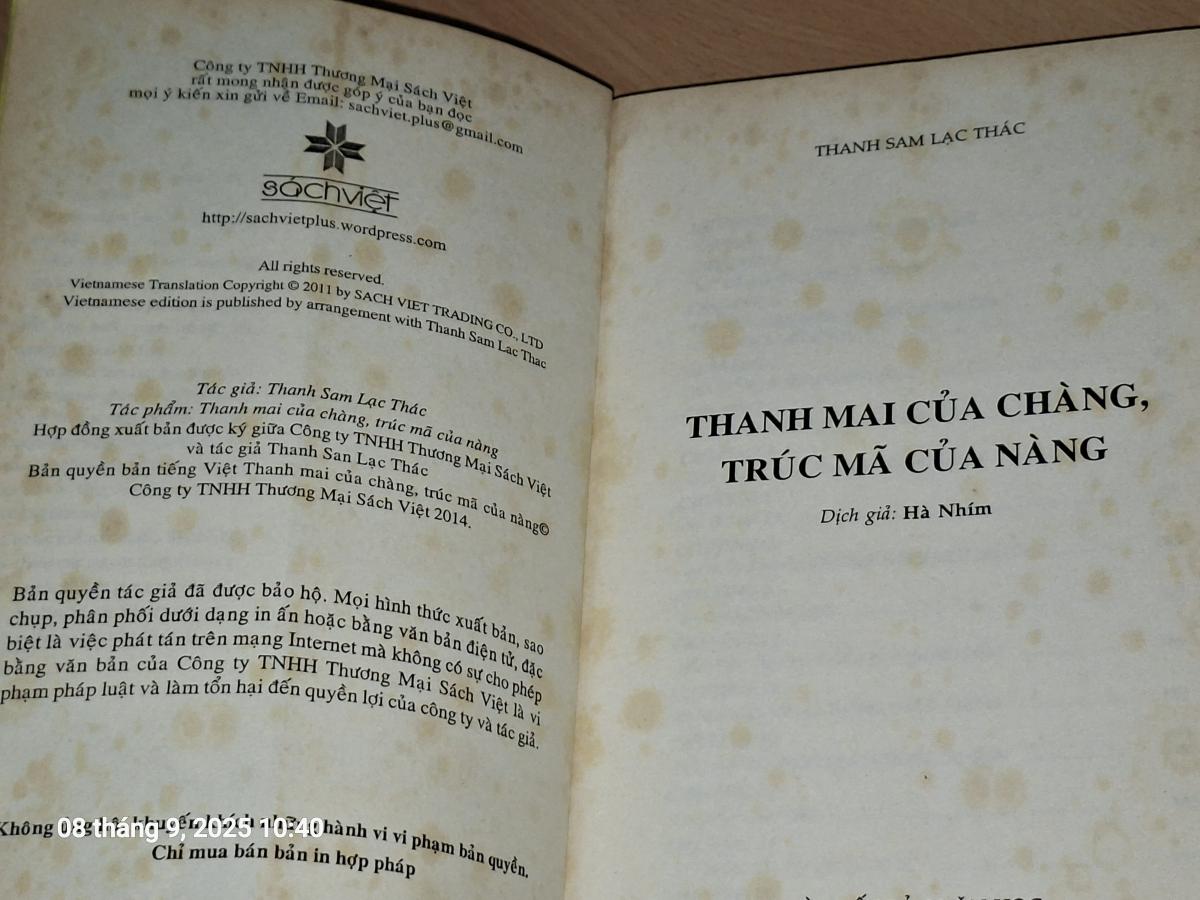 Công ty TNHH Thương Mại Sách Việt
rất mong nhận được góp ý của bạn đọc
mọi ý kiến xin gửi về Email: sachviet.plus@gmail.com
sáchviệt
http://sachvietplus.wordpress.com
All rights reserved.
Vietnamese Translation Copyright © 2011 by SACH VIET TRADING CO., LTD
Vietnamese edition is published by arrangement with Thanh Sam Lac Thac
Tác giả: Thanh Sam Lạc Thác
Tác phẩm: Thanh mai của chàng, trúc mã của nàng
Hợp đồng xuất bản được ký giữa Công ty TNHH Thương Mại Sách Việt
và tác giả Thanh San Lạc Thác
Bản quyền bản tiếng Việt Thanh mai của chàng, trúc mã của nàng©
Công ty TNHH Thương Mại Sách Việt 2014.
Bản quyền tác giả đã được bảo hộ. Mọi hình thức xuất bản, sao
chụp, phân phối dưới dạng in ấn hoặc bằng văn bản điện tử, đặc
biệt là việc phát tán trên mạng Internet mà không có sự cho phép
bằng văn bản của Công ty TNHH Thương Mại Sách Việt là vi
phạm pháp luật và làm tổn hại đến quyền lợi của công ty và tác giả.
Không khuyến khích những hành vi vi phạm bản quyền.
Chỉ mua bán bản in hợp pháp
08 tháng 9, 2025 10:40
THANH SAM LẠC THÁC
THANH MAI CỦA CHÀNG,
TRÚC MÃ CỦA NÀNG
Dịch giả: Hà Nhím